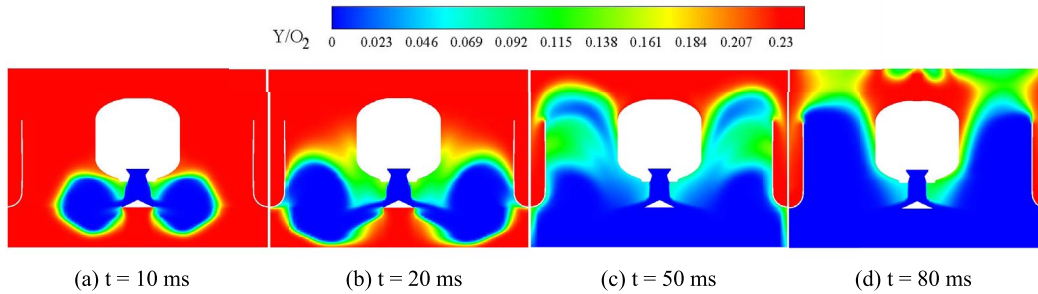 Y/O2
0 0.023 0.046 0.069 0.092 0.115 0.138 0.161 0.184 0.207 0.23
(a) t = 10 ms (b) t = 20 ms (c) t = 50 ms (d) t = 80 ms